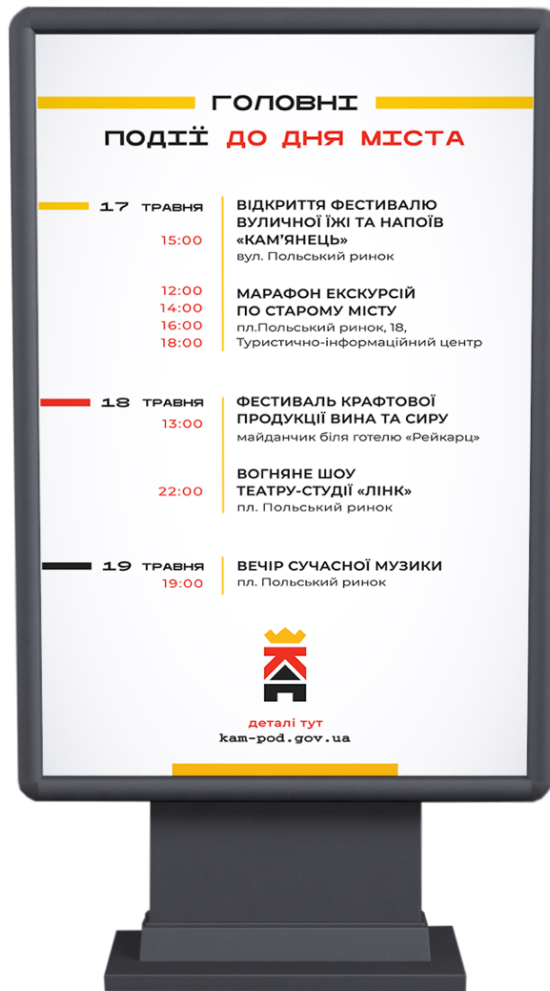 ГОЛОВНІ
ПОДІЇ ДО ДНЯ МІСТА
17 ТРАВНЯ
15:00
ВІДКРИТТЯ ФЕСТИВАЛЮ
ВУЛИЧНОЇ ЇЖІ ТА НАПОЇВ
«КАМ’ЯНЕЦЬ»
вул. Польський ринок
12:00
14:00
16:00
18:00
МАРАФОН ЕКСКУРСІЙ
ПО СТАРОМУ МІСТУ
пл.Польський ринок, 18,
Туристично-інформаційний центр
18 ТРАВНЯ
13:00
ФЕСТИВАЛЬ КРАФТОВОЇ
ПРОДУКЦІЇ ВИНА ТА СИРУ
майданчик біля готелю «Рейкарц»
22:00
ВОГНЯНЕ ШОУ
ТЕАТРУ-СТУДІЇ «ЛІНК»
пл. Польський ринок
19 ТРАВНЯ
19:00
ВЕЧІР СУЧАСНОЇ МУЗИКИ
пл. Польський ринок
деталі тут
kam-pod.gov.ua